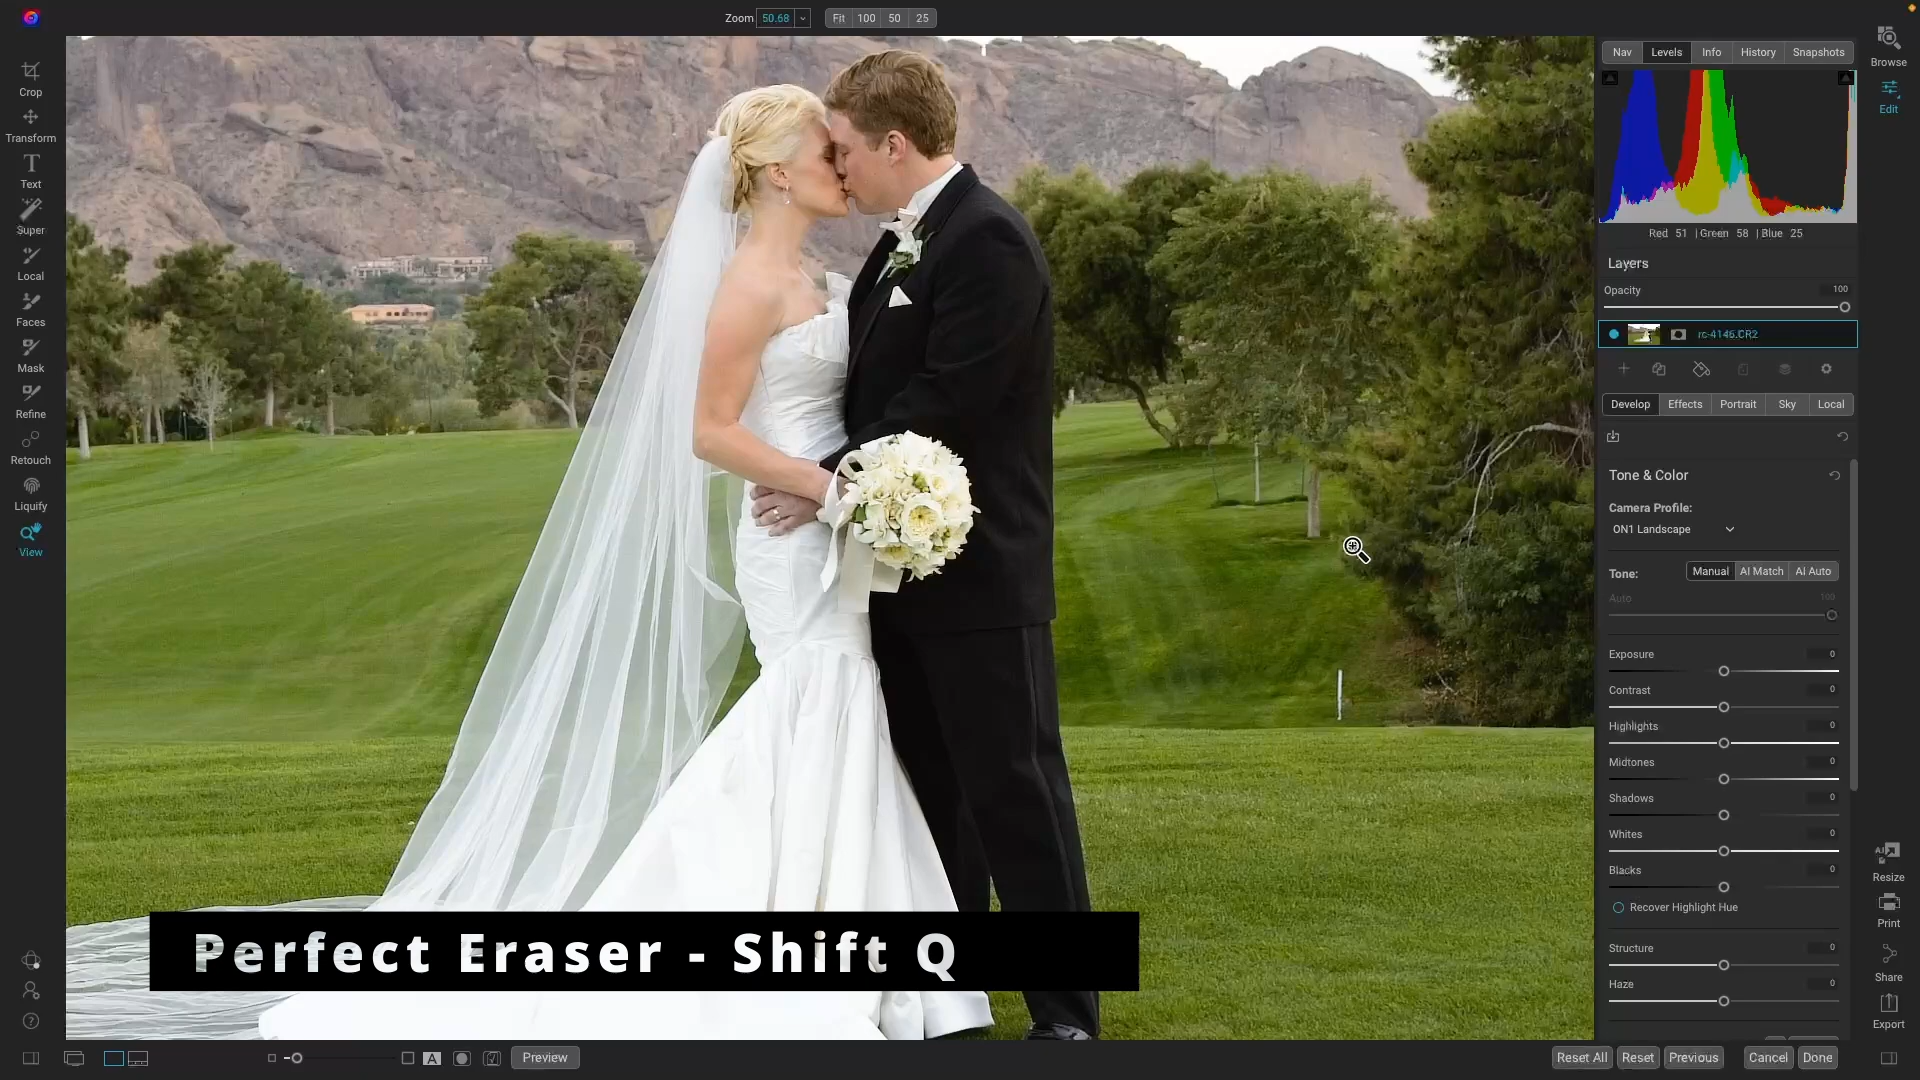 Zoom 50.68 Fit 100 50 25
Crop
Transform
Text
Super
Local
Faces
Mask
Refine
Retouch
Liquify
View
Perfect Eraser - Shift Q
A Preview
Nav Levels Info History Snapshots
Red 51 | Green 58 | Blue 25
Layers
Opacity 100
rc-4146.CR2
Develop Effects Portrait Sky Local
Tone & Color
Camera Profile:
ON1 Landscape
Tone: Manual AI Match AI Auto
Auto 100
Exposure 0
Contrast 0
Highlights 0
Midtones 0
Shadows 0
Whites 0
Blacks 0
Recover Highlight Hue
Structure 0
Haze 0
Reset All Reset Previous Cancel Done
Browse
Edit
AI
Resize
Print
Share
Export